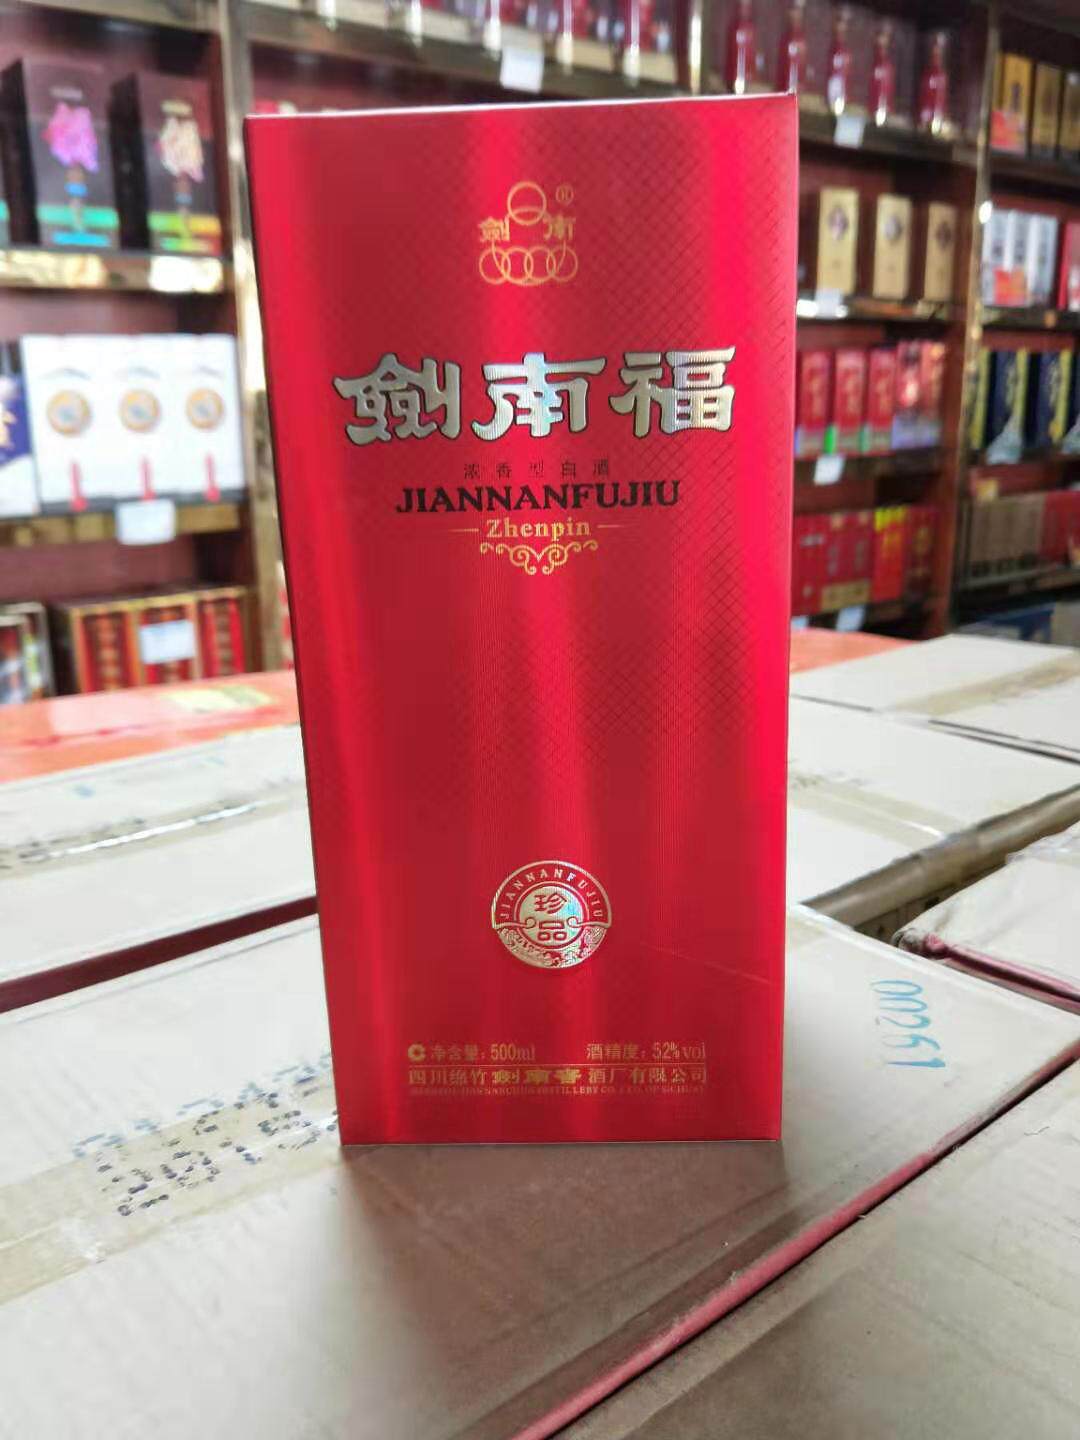 劍南®
劍南福
浓香型白酒
JIANNANFUJIU
Zhenpin
JIANNANFUJIU
珍品
净含量：500ml 酒精度：52%vol
四川绵竹劍南春酒厂有限公司
00261